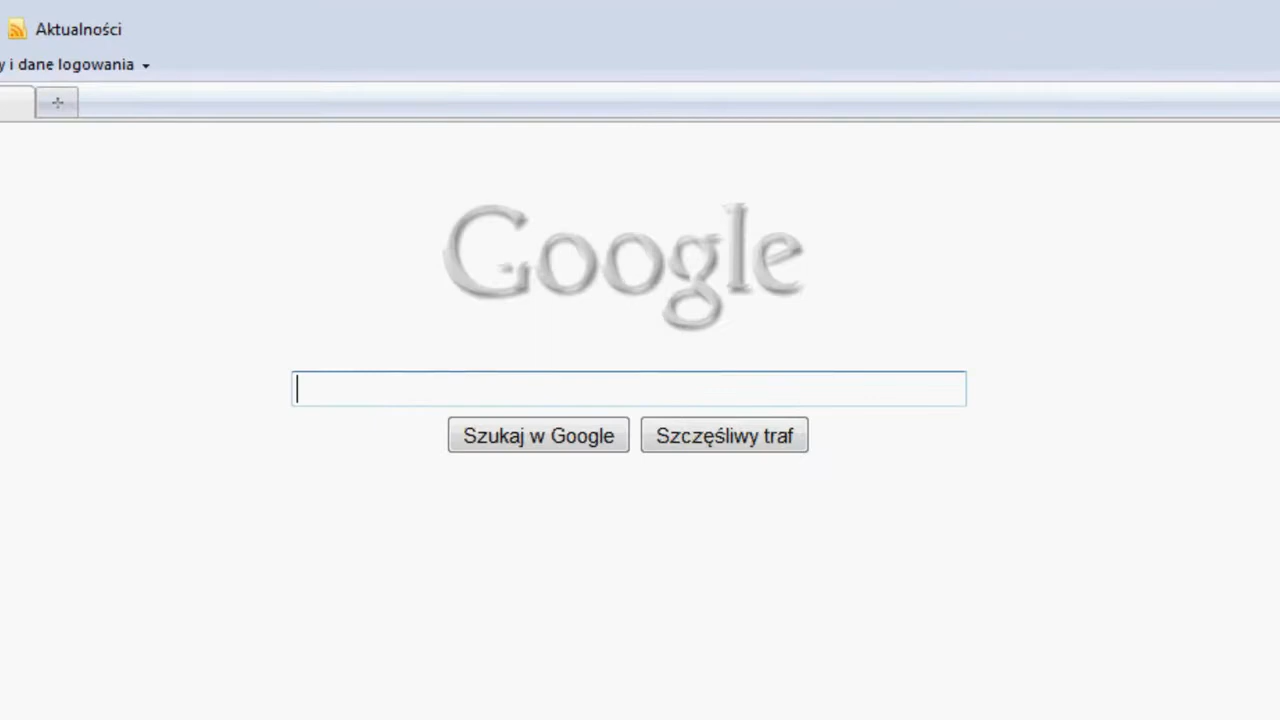 Aktualności
y i dane logowania
Google
Szukaj w Google
Szczęśliwy traf